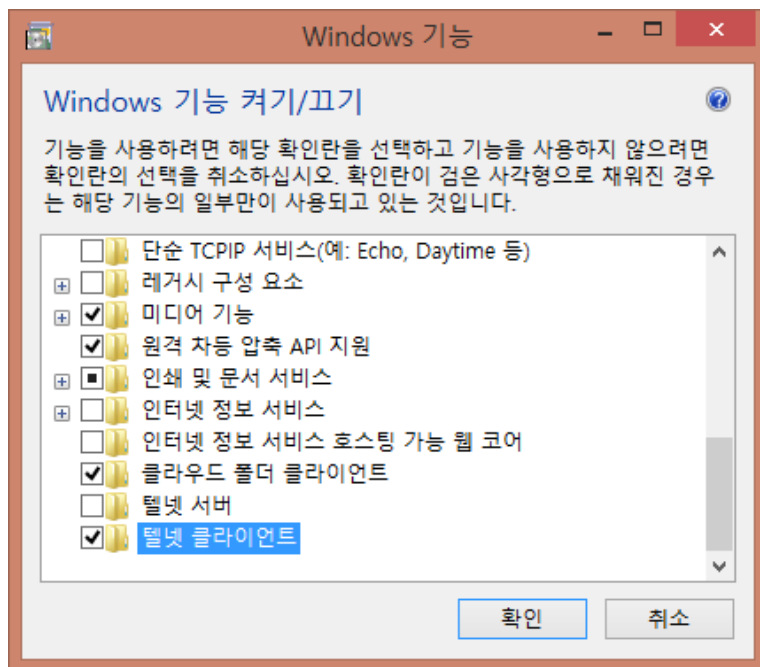 Windows 기능
Windows 기능 켜기/끄기
기능을 사용하려면 해당 확인란을 선택하고 기능을 사용하지 않으려면
확인란의 선택을 취소하십시오. 확인란이 검은 사각형으로 채워진 경우
는 해당 기능의 일부만이 사용되고 있는 것입니다.
단순 TCPIP 서비스(예: Echo, Daytime 등)
레거시 구성 요소
미디어 기능
원격 차등 압축 API 지원
인쇄 및 문서 서비스
인터넷 정보 서비스
인터넷 정보 서비스 호스팅 가능 웹 코어
클라우드 폴더 클라이언트
텔넷 서버
텔넷 클라이언트
확인
취소